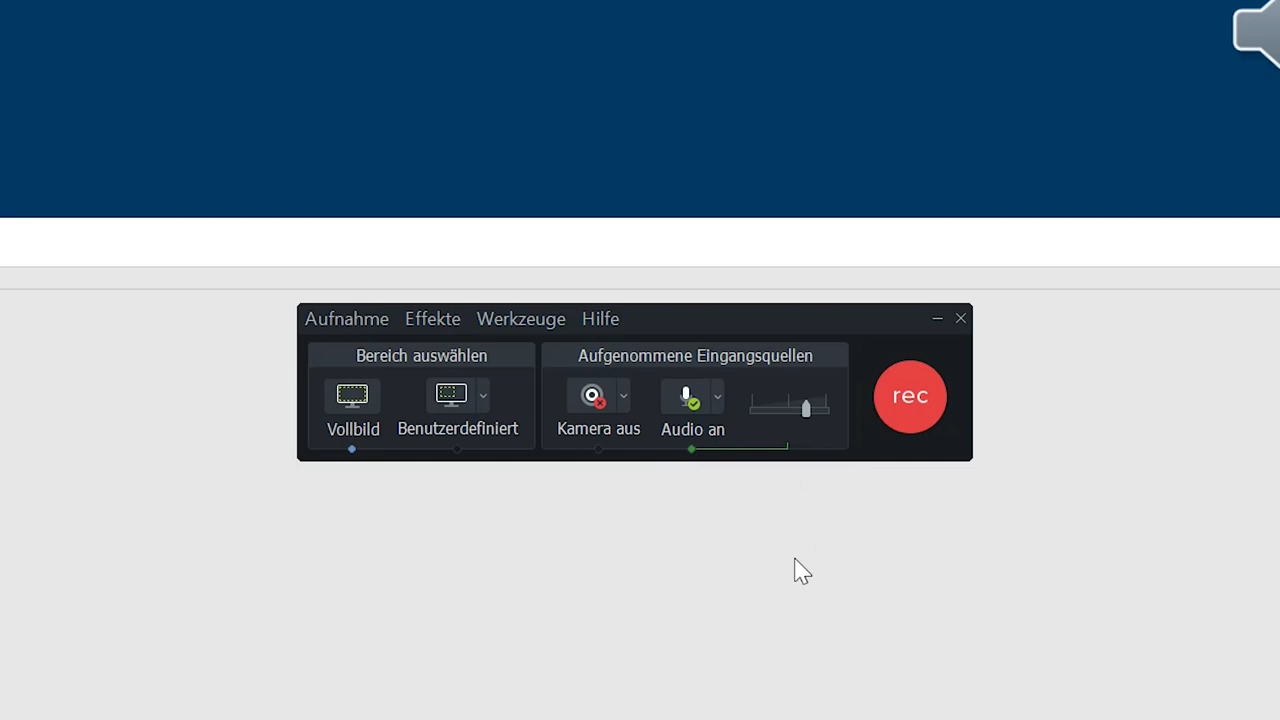 Aufnahme Effekte Werkzeuge Hilfe
Bereich auswählen
Aufgenommene Eingangsquellen
Vollbild
Benutzerdefiniert
Kamera aus
Audio an
rec